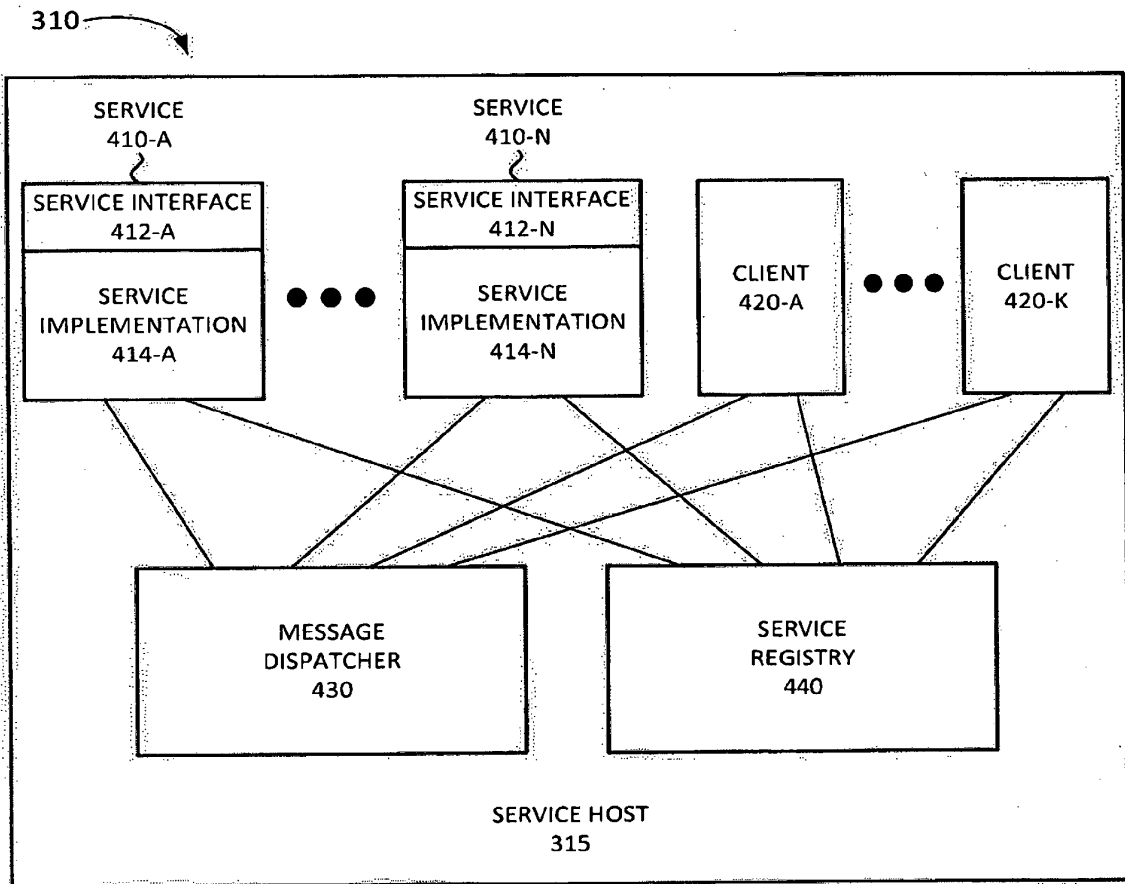 310
SERVICE
410-A
SERVICE INTERFACE
412-A
SERVICE
IMPLEMENTATION
414-A
SERVICE
410-N
SERVICE INTERFACE
412-N
SERVICE
IMPLEMENTATION
414-N
CLIENT
420-A
CLIENT
420-K
MESSAGE
DISPATCHER
430
SERVICE
REGISTRY
440
SERVICE HOST
315